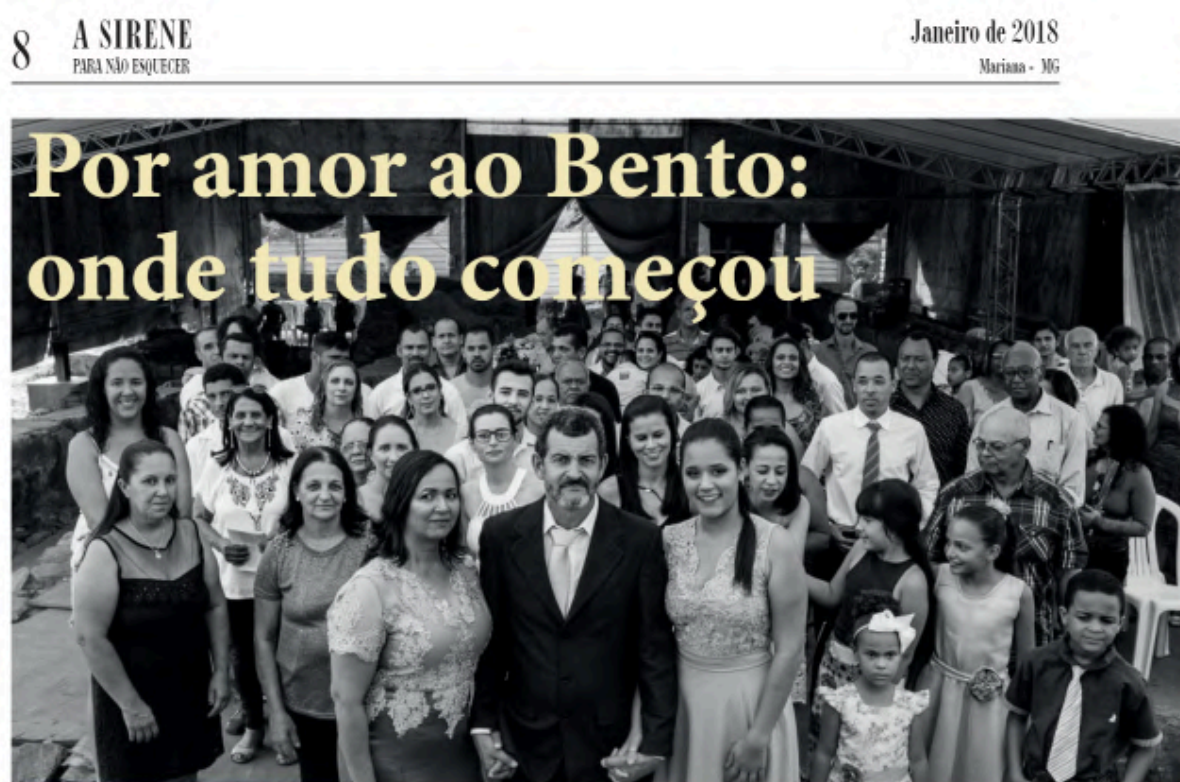 8
A SIRENE
PARA NÃO ESQUECER
Janeiro de 2018
Mariana - MG
Por amor ao Bento:
onde tudo começou